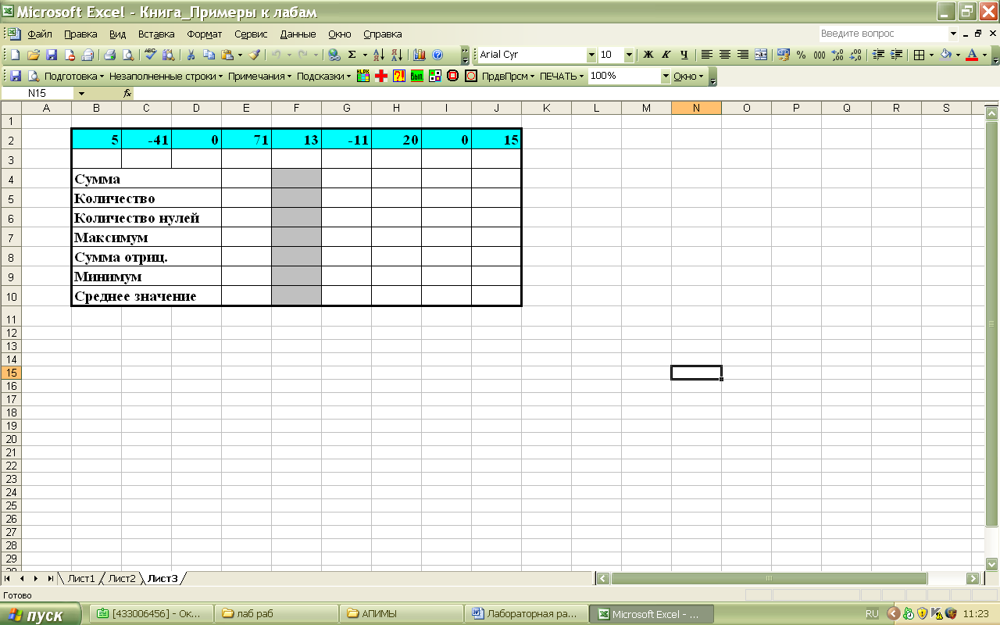 Microsoft Excel - Книга_Примеры к лабам
Файл Правка Вид Вставка Формат Сервис Данные Окно Справка Введите вопрос
Arial Cyr 10 Ж К Ч % 000
Подготовка Незаполненные строки Примечания Подсказки Вып. ПрдвПрсм ПЕЧАТЬ 100% Окно
N15 fx
A B C D E F G H I J K L M N O P Q R S
1
2 5 -41 0 71 13 -11 20 0 15
3
4 Сумма
5 Количество
6 Количество нулей
7 Максимум
8 Сумма отриц.
9 Минимум
10 Среднее значение
11
12
13
14
15
16
17
18
19
20
21
22
23
24
25
26
27
28
29
Лист1 Лист2 Лист3
Готово
пуск [433006456] - Ок... лаб раб АПИМЫ Лабораторная ра... Microsoft Excel - ... RU 11:23